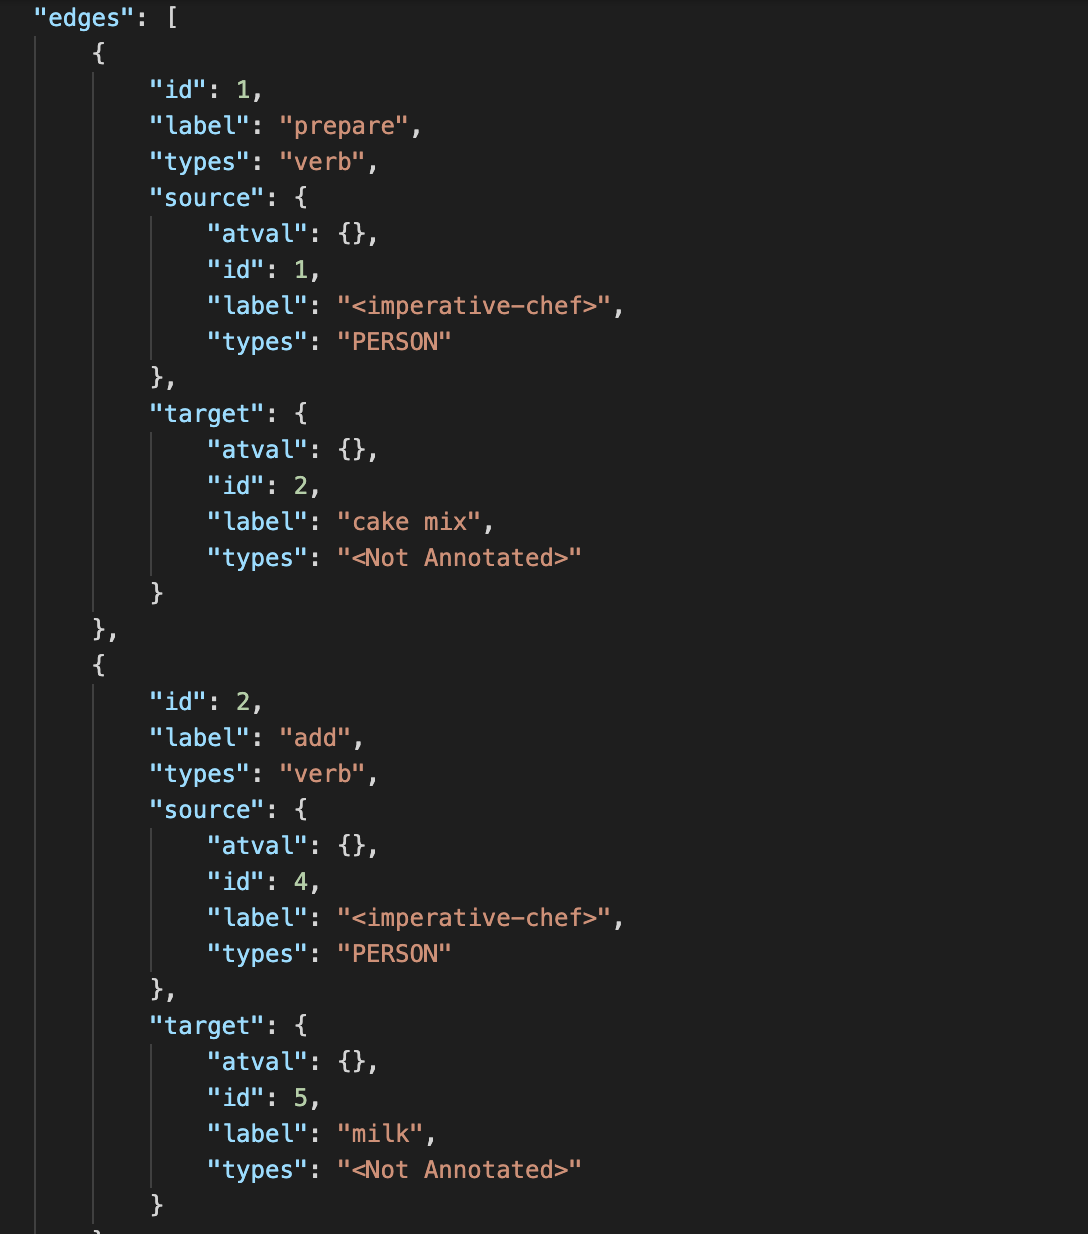 "edges": [
{
"id": 1,
"label": "prepare",
"types": "verb",
"source": {
"atval": {},
"id": 1,
"label": "<imperative-chef>",
"types": "PERSON"
},
"target": {
"atval": {},
"id": 2,
"label": "cake mix",
"types": "<Not Annotated>"
}
},
{
"id": 2,
"label": "add",
"types": "verb",
"source": {
"atval": {},
"id": 4,
"label": "<imperative-chef>",
"types": "PERSON"
},
"target": {
"atval": {},
"id": 5,
"label": "milk",
"types": "<Not Annotated>"
}